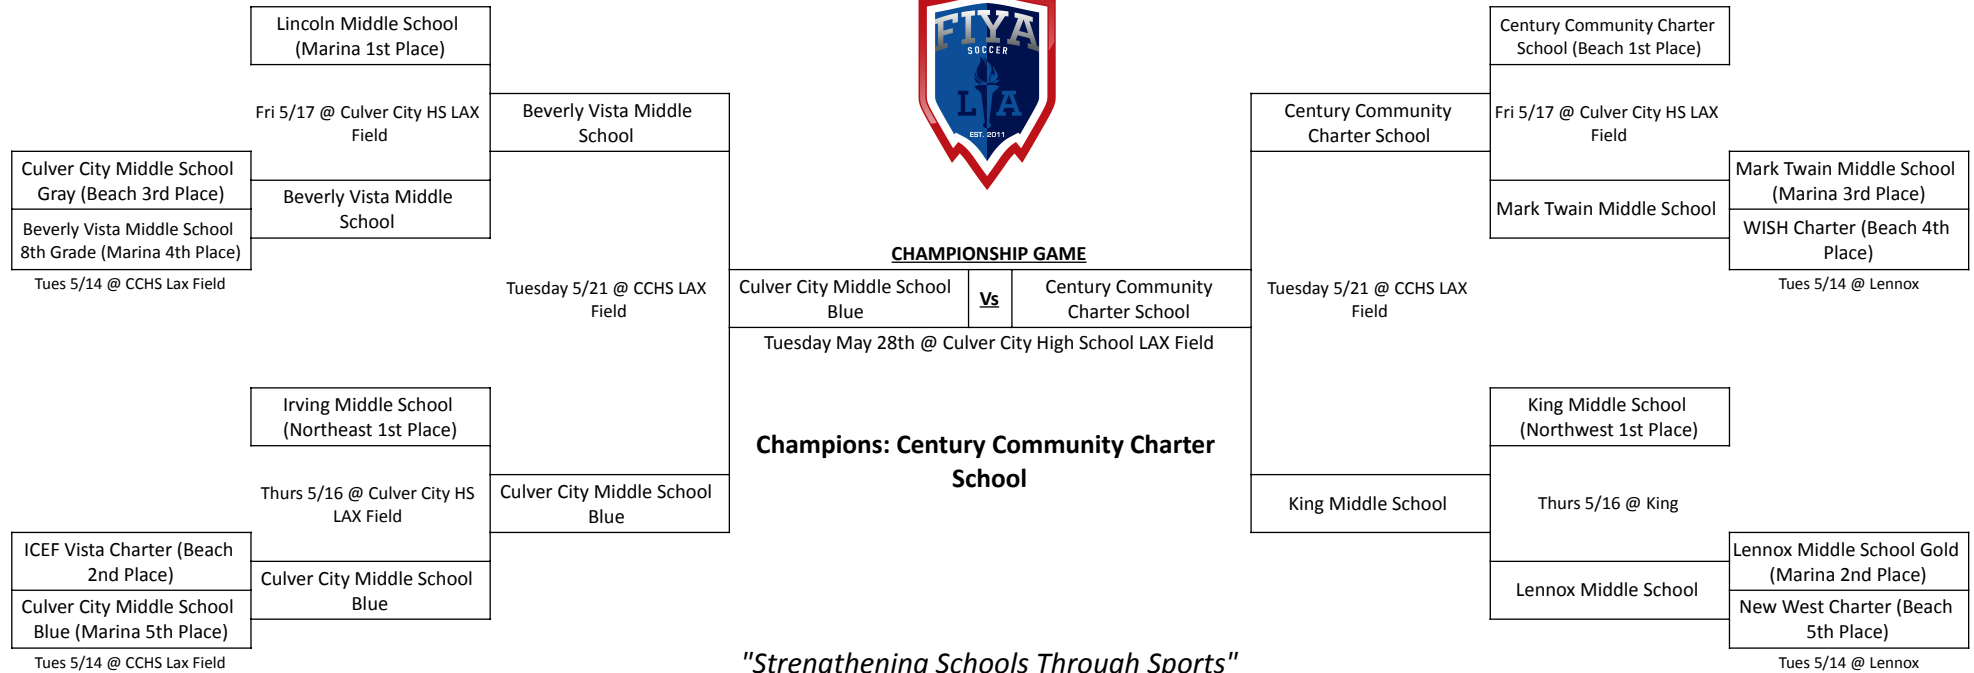 Lincoln Middle School
(Marina 1st Place)
Fri 5/17 @ Culver City HS LAX
Field
Culver City Middle School
Gray (Beach 3rd Place)
Beverly Vista Middle School
8th Grade (Marina 4th Place)
Tues 5/14 @ CCHS Lax Field
Beverly Vista Middle
School
Beverly Vista Middle
School
Tuesday 5/21 @ CCHS LAX
Field
Irving Middle School
(Northeast 1st Place)
Thurs 5/16 @ Culver City HS
LAX Field
ICEF Vista Charter (Beach
2nd Place)
Culver City Middle School
Blue (Marina 5th Place)
Tues 5/14 @ CCHS Lax Field
Culver City Middle School
Blue
Culver City Middle School
Blue
FIYA
SOCCER
LA
EST. 2011
CHAMPIONSHIP GAME
Culver City Middle School
Blue
Vs
Century Community
Charter School
Tuesday May 28th @ Culver City High School LAX Field
Champions: Century Community Charter
School
"Strengthening Schools Through Sports"
Century Community
Charter School
Tuesday 5/21 @ CCHS LAX
Field
King Middle School
Century Community Charter
School (Beach 1st Place)
Fri 5/17 @ Culver City HS LAX
Field
Mark Twain Middle School
Mark Twain Middle School
(Marina 3rd Place)
WISH Charter (Beach 4th
Place)
Tues 5/14 @ Lennox
King Middle School
(Northwest 1st Place)
Thurs 5/16 @ King
Lennox Middle School
Lennox Middle School Gold
(Marina 2nd Place)
New West Charter (Beach
5th Place)
Tues 5/14 @ Lennox